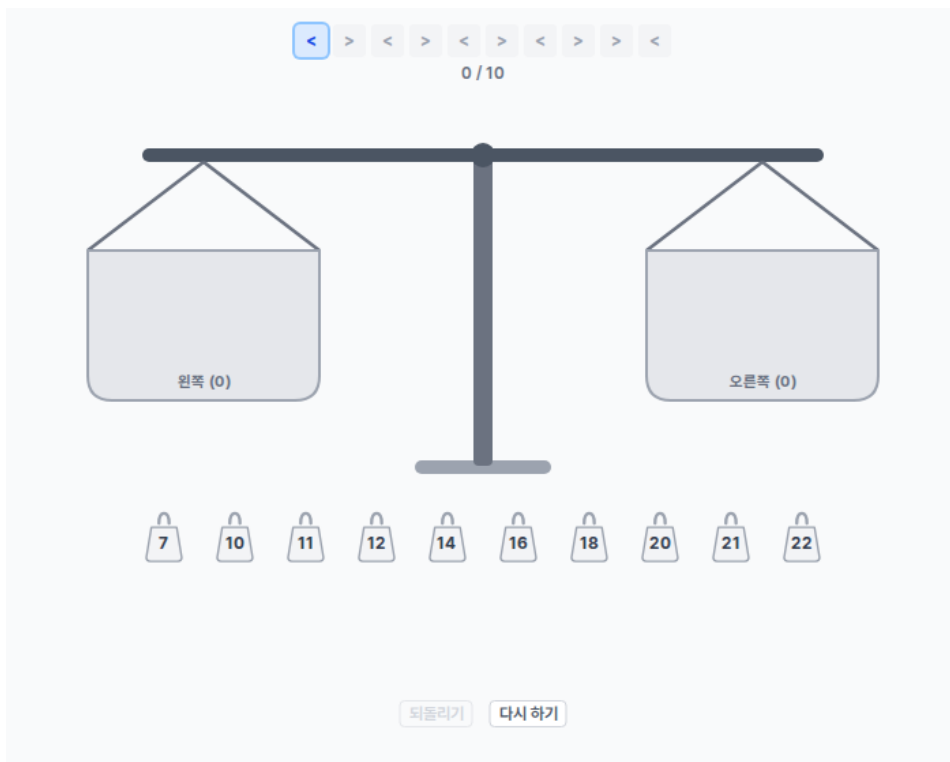 < > < > < > < > > <
0 / 10
왼쪽 (0) 오른쪽 (0)
7 10 11 12 14 16 18 20 21 22
되돌리기 다시 하기